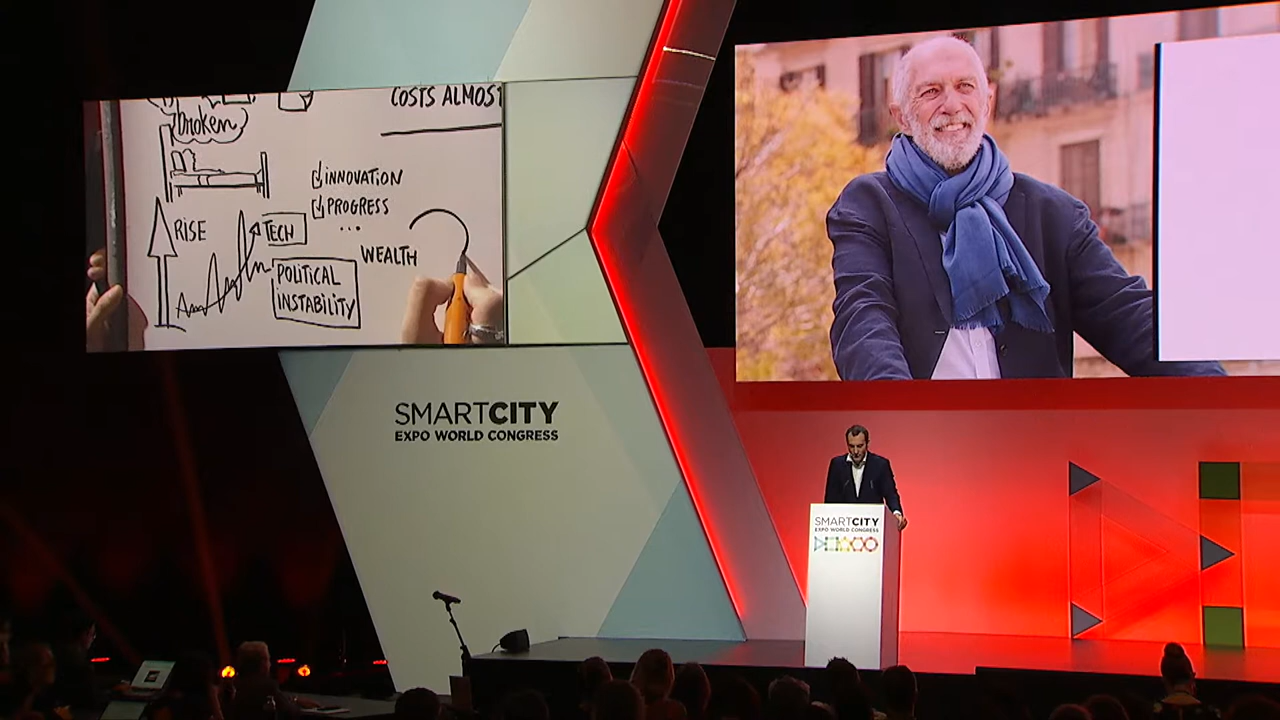 COSTS ALMOST
broken
INNOVATION
PROGRESS
...
RISE
TECH
WEALTH
POLITICAL
INSTABILITY
SMARTCITY
EXPO WORLD CONGRESS
SMARTCITY
EXPO WORLD CONGRESS